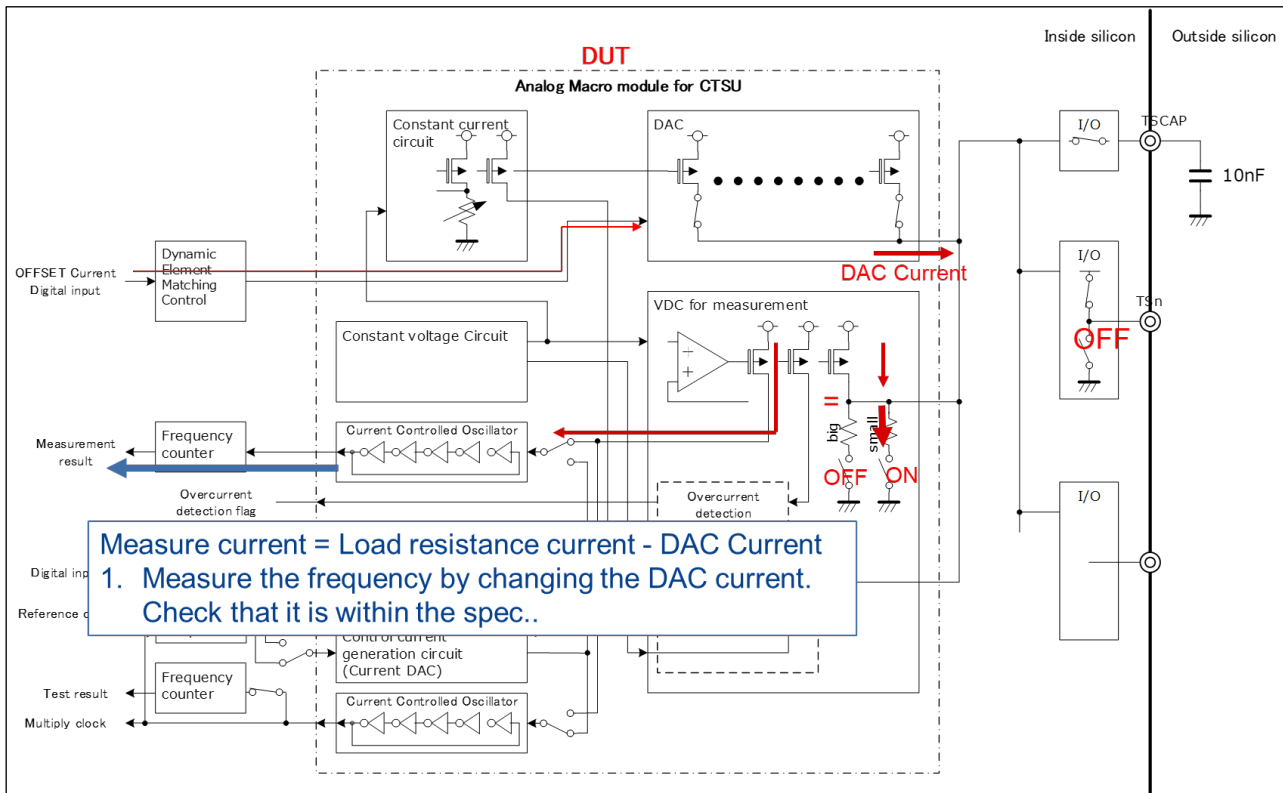 Inside silicon
Outside silicon
DUT
Analog Macro module for CTSU
Constant current
circuit
DAC
I/O
TSCAP
10nF
Dynamic
Element
Matching
Control
OFFSET Current
Digital input
DAC Current
I/O
TSn
OFF
Constant voltage Circuit
VDC for measurement
=
big
small
OFF
ON
Measurement
result
Frequency
counter
Current Controlled Oscillator
Overcurrent
detection flag
Overcurrent
detection
I/O
Measure current = Load resistance current - DAC Current
1. Measure the frequency by changing the DAC current.
Check that it is within the spec..
Digital
Reference
Control current
generation circuit
(Current DAC)
Test result
Frequency
counter
Multiply clock
Current Controlled Oscillator